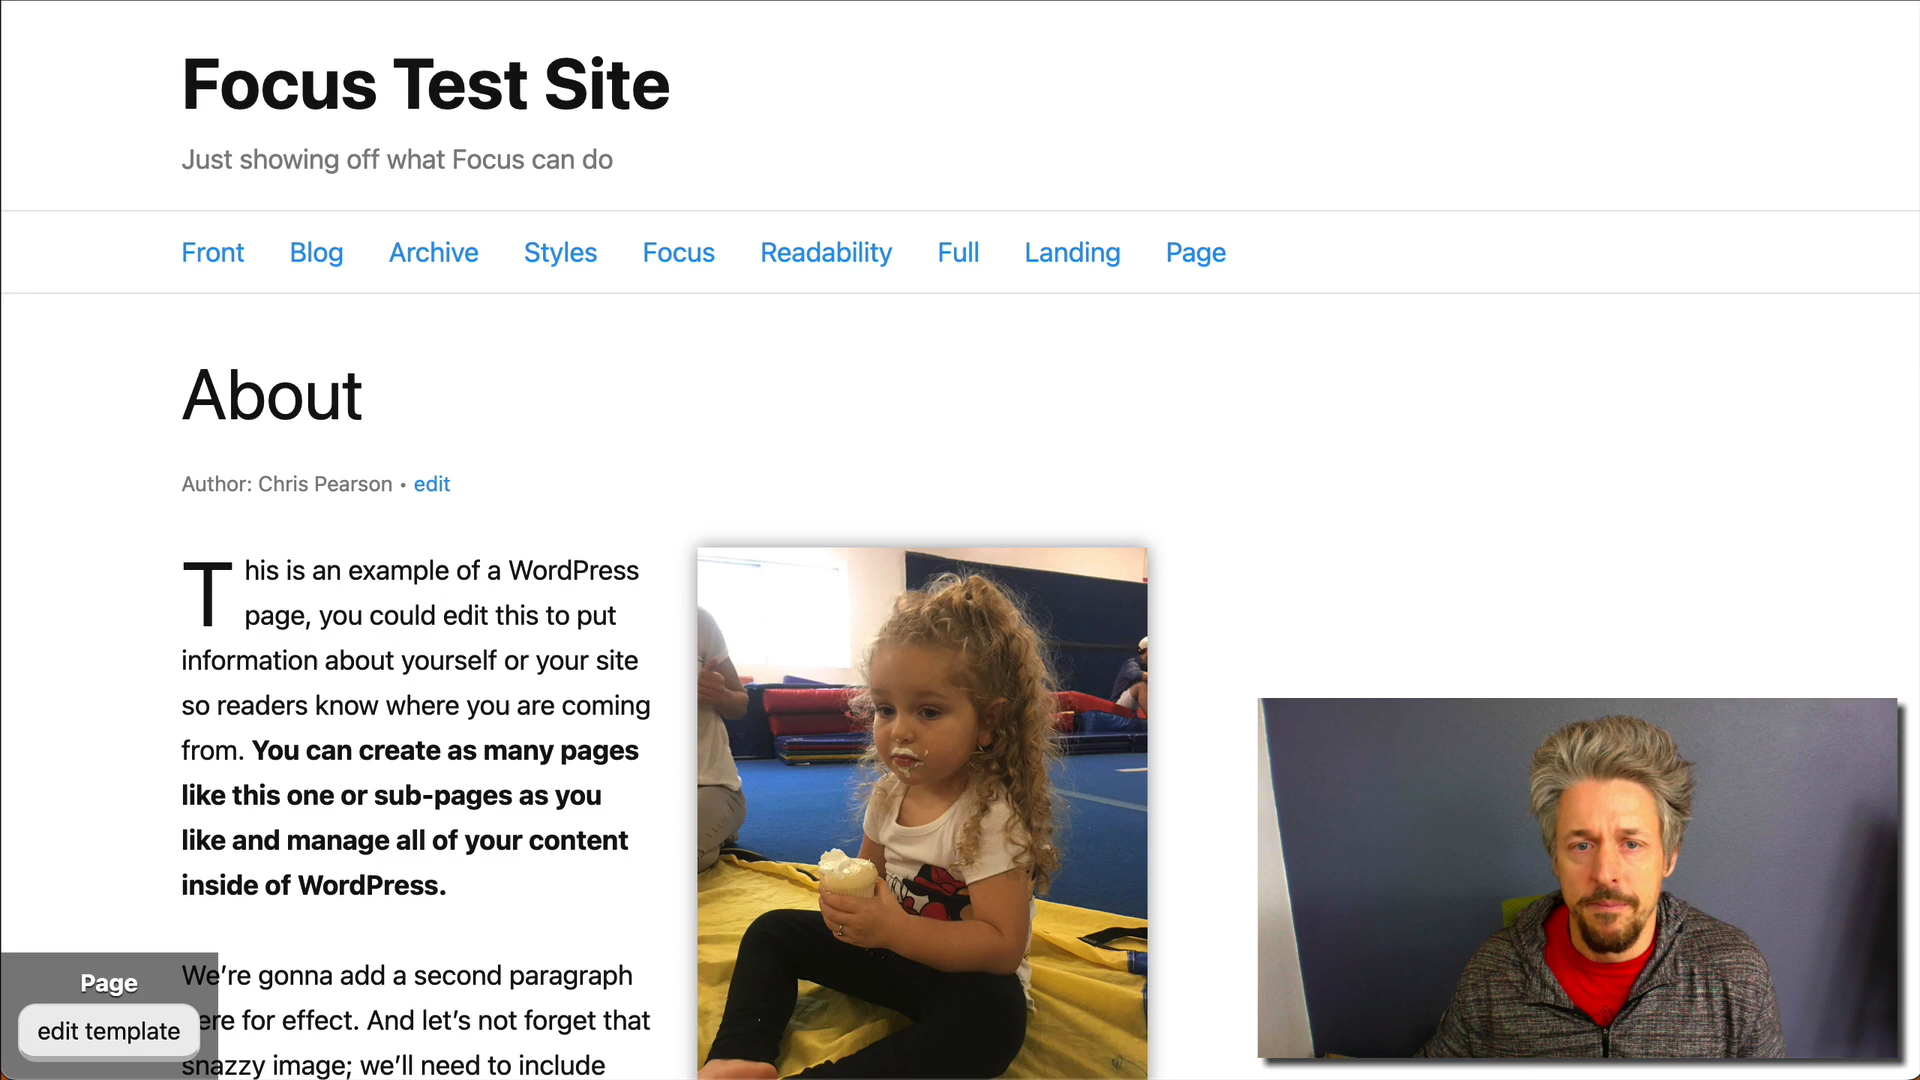 Focus Test Site
Just showing off what Focus can do
Front Blog Archive Styles Focus Readability Full Landing Page
About
Author: Chris Pearson • edit
This is an example of a WordPress
page, you could edit this to put
information about yourself or your site
so readers know where you are coming
from. You can create as many pages
like this one or sub-pages as you
like and manage all of your content
inside of WordPress.
We’re gonna add a second paragraph
ere for effect. And let’s not forget that
snazzy image; we’ll need to include
Page
edit template